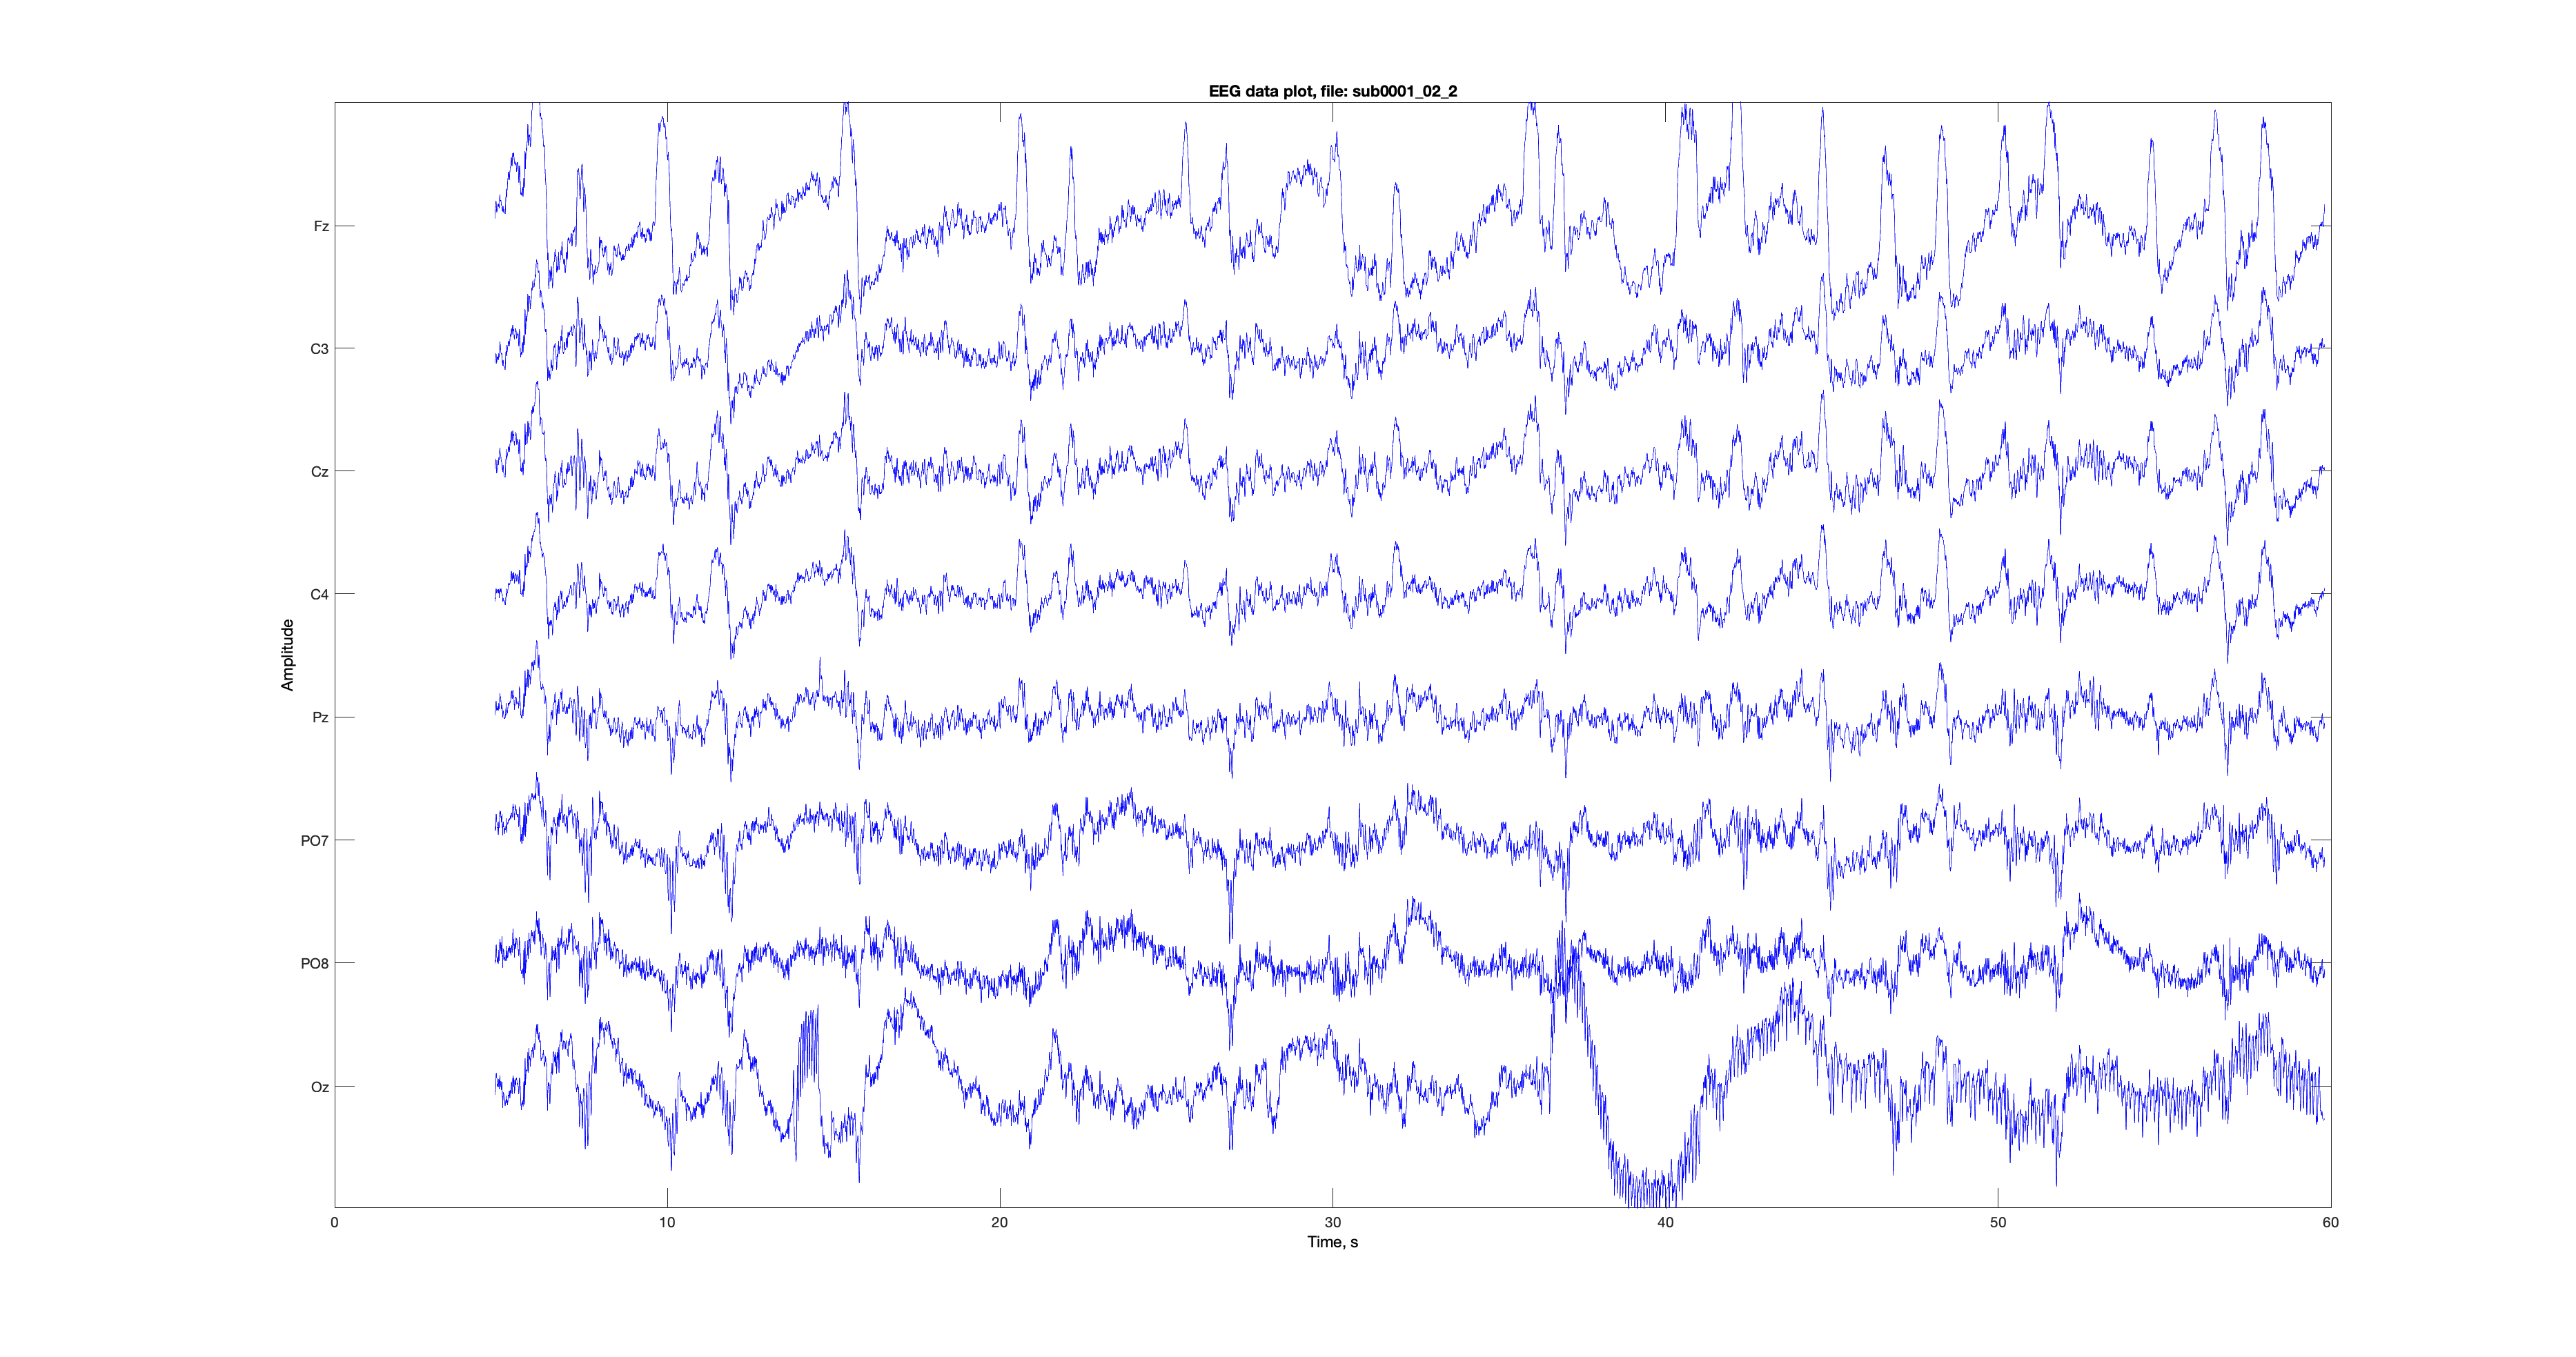 EEG data plot, file: sub0001_02_2
Fz
C3
Cz
C4
Pz
PO7
PO8
Oz
Amplitude
0 10 20 30 40 50 60
Time, s